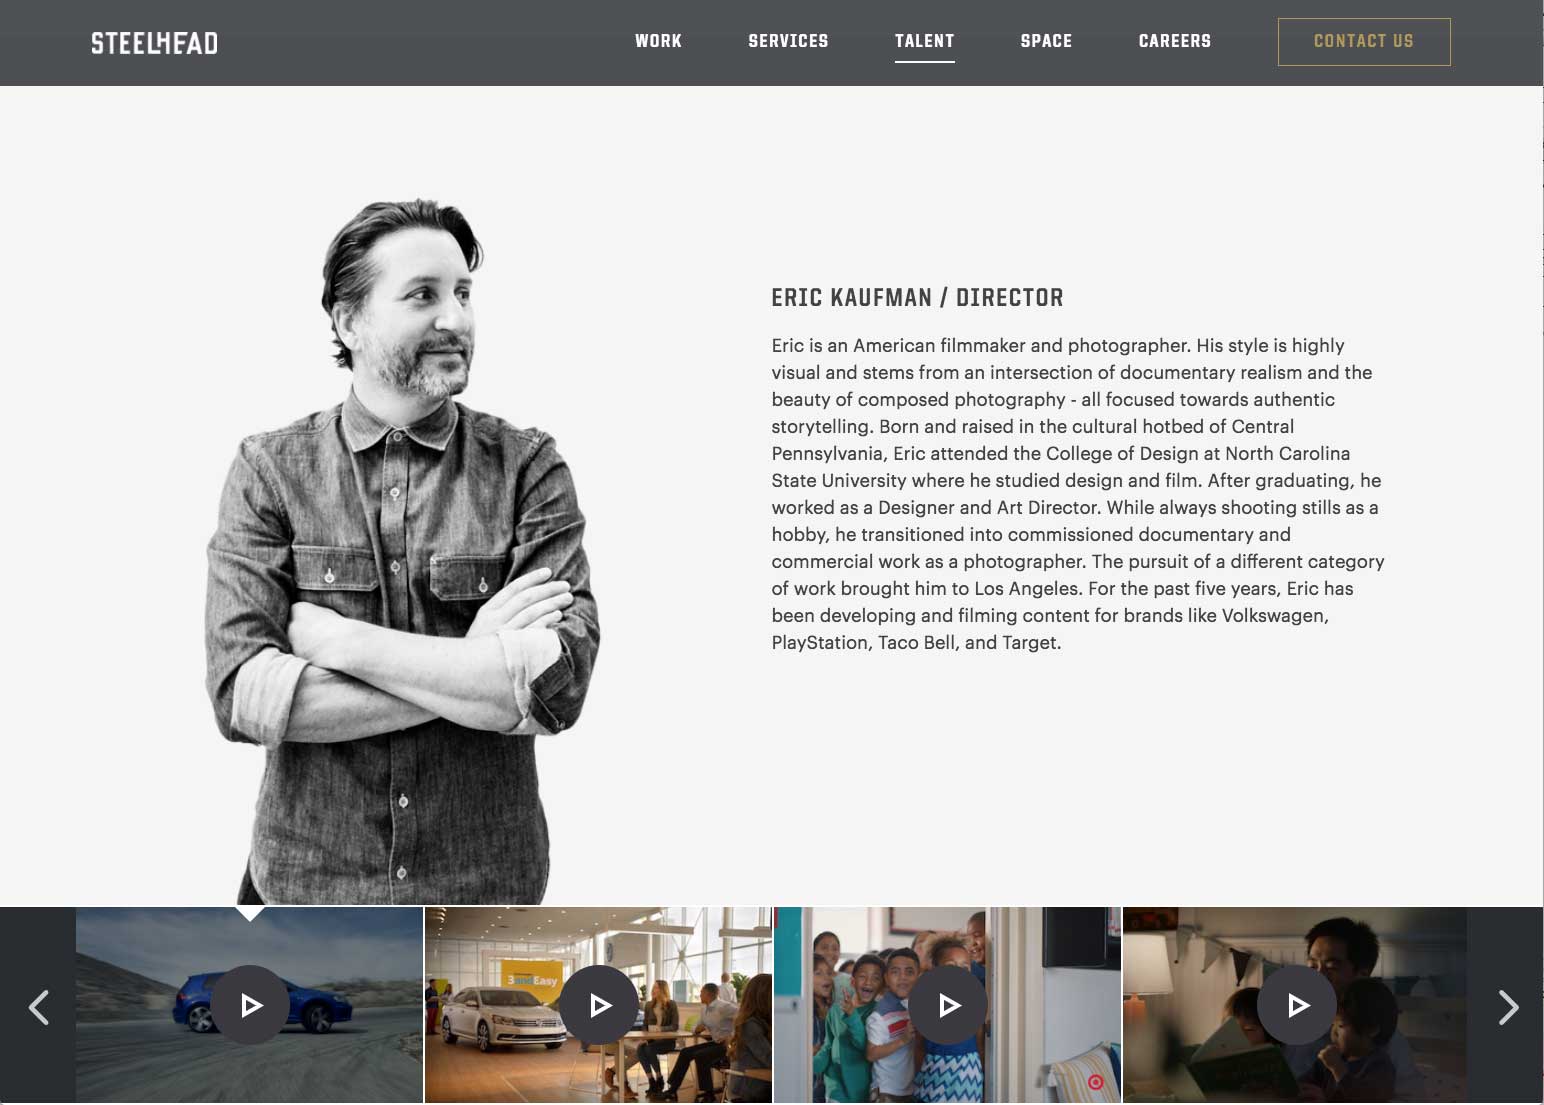 STEELHEAD
WORK
SERVICES
TALENT
SPACE
CAREERS
CONTACT US
ERIC KAUFMAN / DIRECTOR
Eric is an American filmmaker and photographer. His style is highly
visual and stems from an intersection of documentary realism and the
beauty of composed photography - all focused towards authentic
storytelling. Born and raised in the cultural hotbed of Central
Pennsylvania, Eric attended the College of Design at North Carolina
State University where he studied design and film. After graduating, he
worked as a Designer and Art Director. While always shooting stills as a
hobby, he transitioned into commissioned documentary and
commercial work as a photographer. The pursuit of a different category
of work brought him to Los Angeles. For the past five years, Eric has
been developing and filming content for brands like Volkswagen,
PlayStation, Taco Bell, and Target.
3andEasy